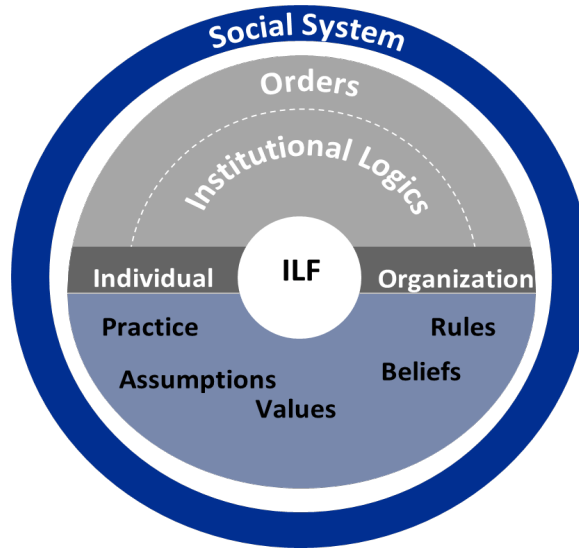 Social System
Orders
Institutional Logics
Individual
ILF
Organization
Practice
Rules
Assumptions
Beliefs
Values